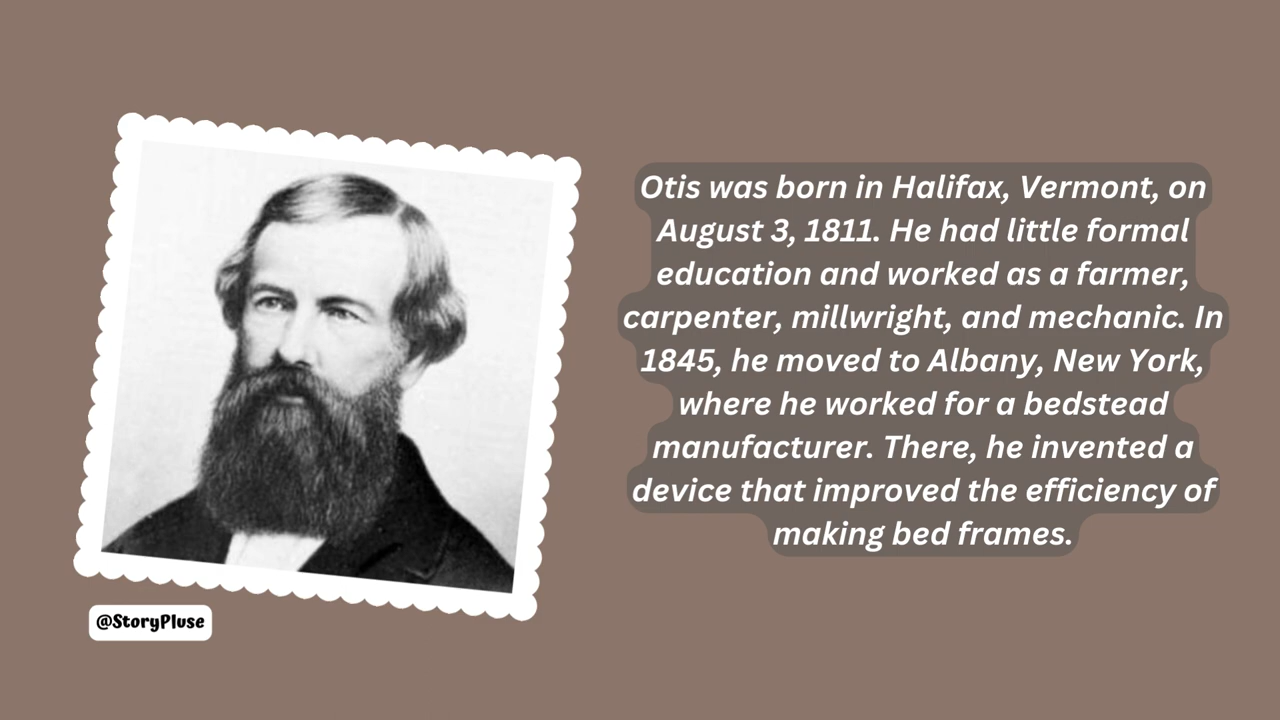 Otis was born in Halifax, Vermont, on
August 3, 1811. He had little formal
education and worked as a farmer,
carpenter, millwright, and mechanic. In
1845, he moved to Albany, New York,
where he worked for a bedstead
manufacturer. There, he invented a
device that improved the efficiency of
making bed frames.
@StoryPluse